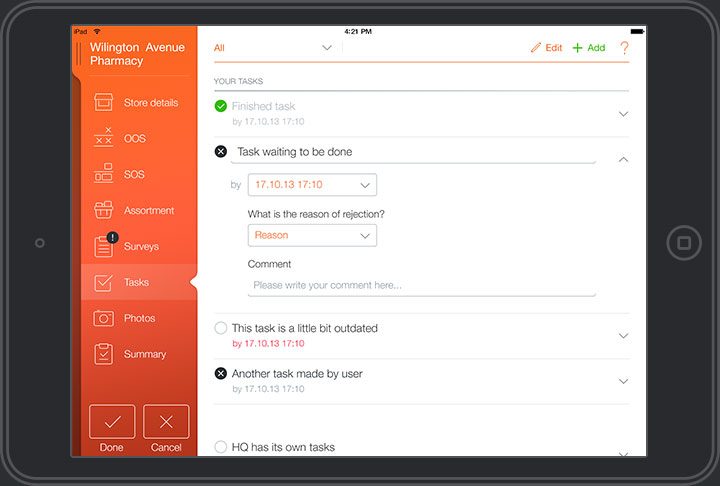 iPad
4:21 PM
Wilington Avenue
Pharmacy
Store details
OOS
SOS
Assortment
!
Surveys
Tasks
Photos
Summary
Done
Cancel
All
Edit
Add
?
YOUR TASKS
Finished task
by 17.10.13 17:10
Task waiting to be done
by
17.10.13 17:10
What is the reason of rejection?
Reason
Comment
Please write your comment here...
This task is a little bit outdated
by 17.10.13 17:10
Another task made by user
by 17.10.13 17:10
HQ has its own tasks